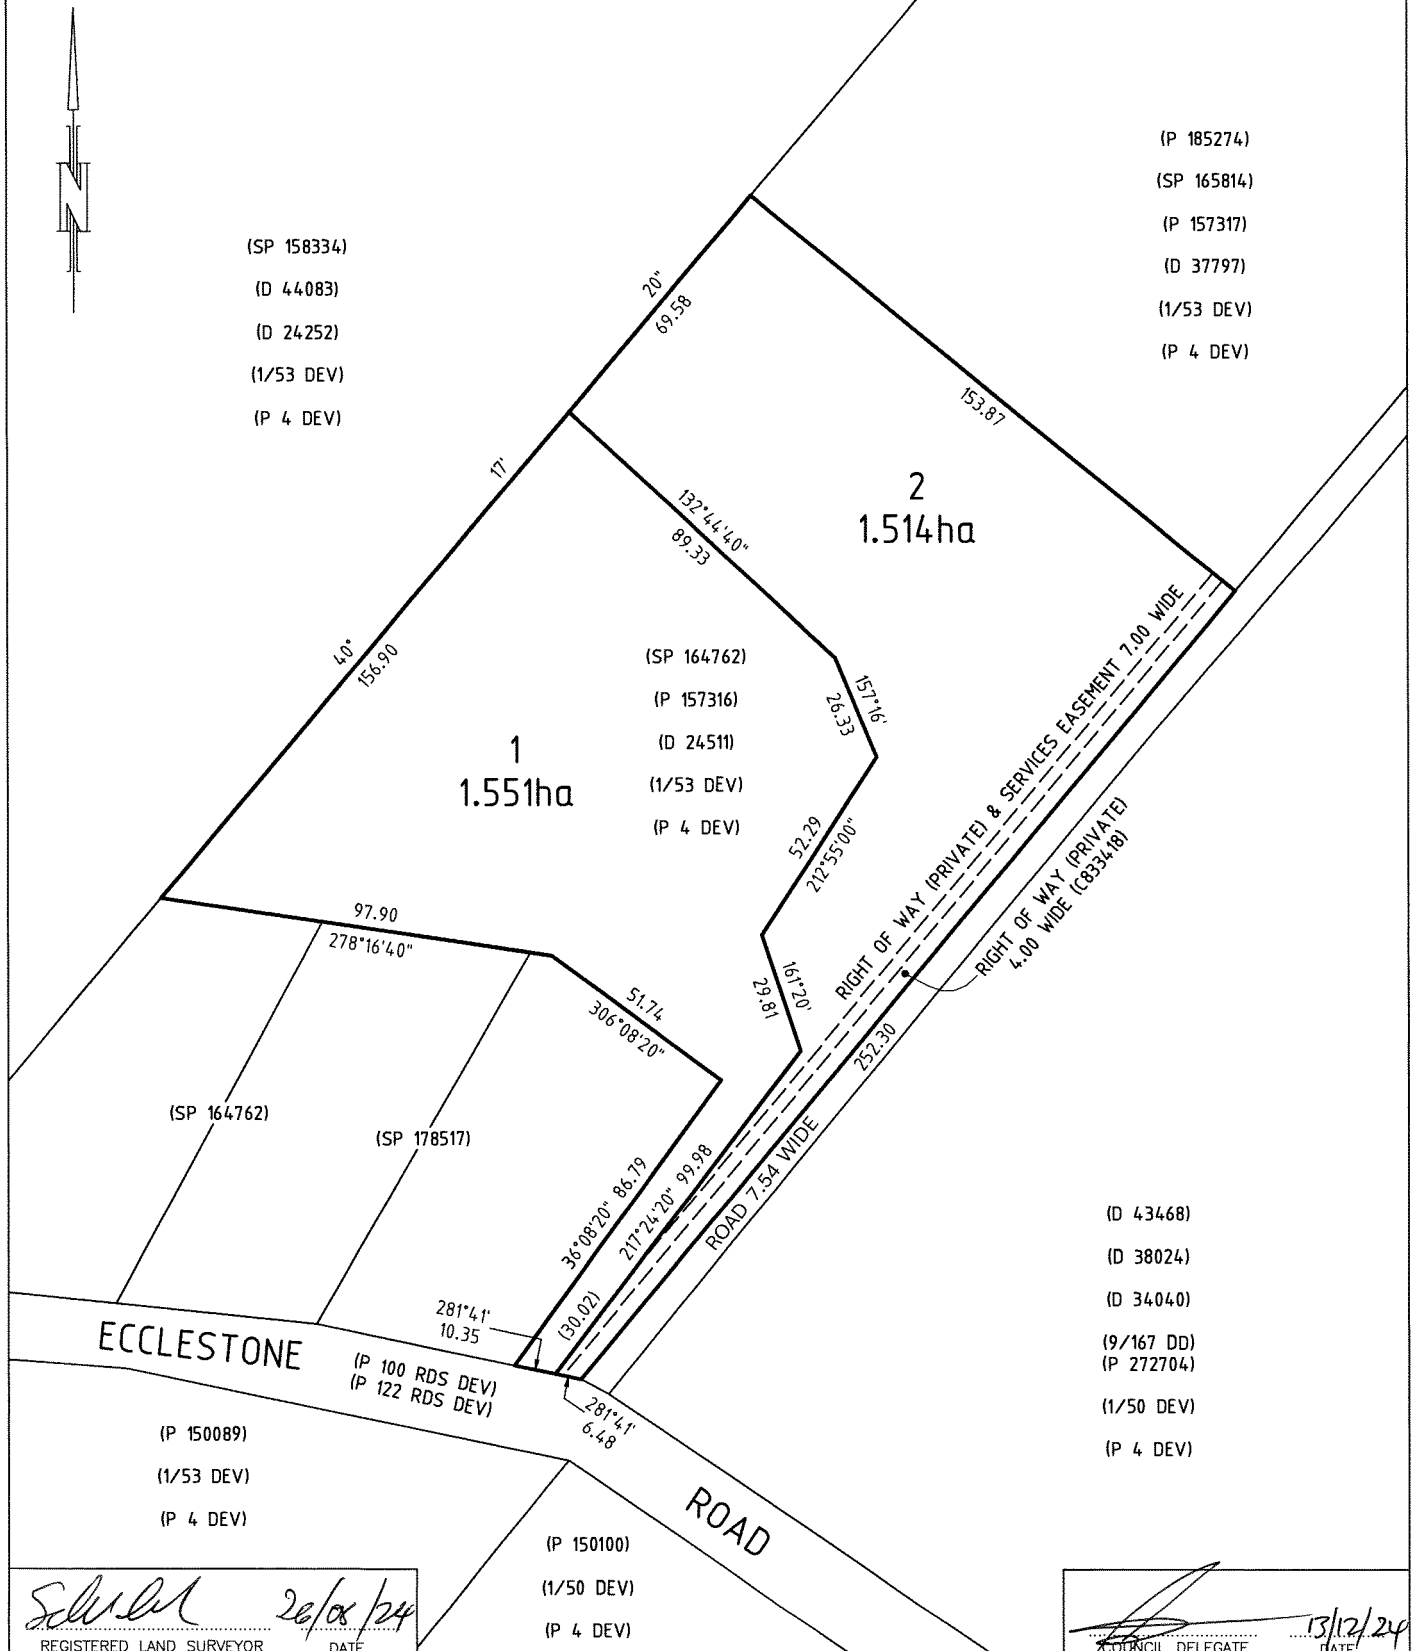 N
(P 185274)
(SP 165814)
(P 157317)
(D 37797)
(1/53 DEV)
(P 4 DEV)
(SP 158334)
(D 44083)
(D 24252)
(1/53 DEV)
(P 4 DEV)
20"
69.58
153.87
17'
2
1.514ha
132°44'40"
89.33
40°
156.90
(SP 164762)
(P 157316)
(D 24511)
(1/53 DEV)
(P 4 DEV)
157°16'
26.33
1
1.551ha
52.29
212°55'00"
RIGHT OF WAY (PRIVATE) & SERVICES EASEMENT 7.00 WIDE
RIGHT OF WAY (PRIVATE)
4.00 WIDE (C833418)
97.90
278°16'40"
161°20'
29.81
51.74
306°08'20"
252.30
ROAD 7.54 WIDE
(SP 164762)
(SP 178517)
36°08'20" 86.79
217°24'20" 99.98
(30.02)
281°41'
10.35
281°41'
6.48
(D 43468)
(D 38024)
(D 34040)
(9/167 DD)
(P 272704)
(1/50 DEV)
(P 4 DEV)
ECCLESTONE
(P 100 RDS DEV)
(P 122 RDS DEV)
ROAD
(P 150089)
(1/53 DEV)
(P 4 DEV)
(P 150100)
(1/50 DEV)
(P 4 DEV)
26/08/24
REGISTERED LAND SURVEYOR DATE
13/12/24
COUNCIL DELEGATE DATE